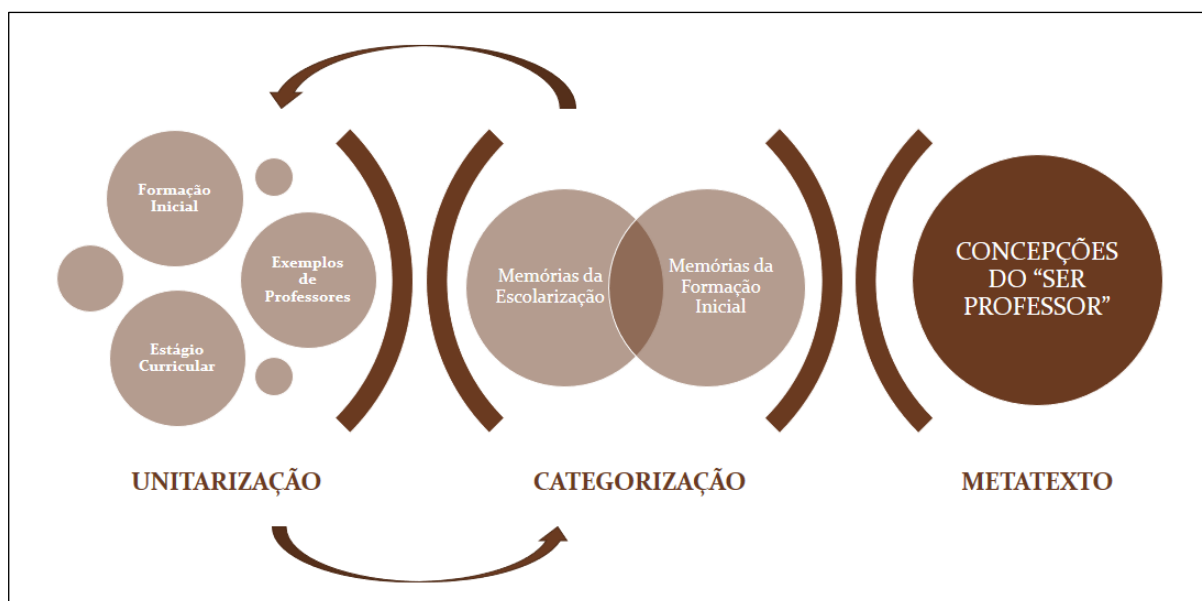 Formação
Inicial
Exemplos
de
Professores
Estágio
Curricular
UNITARIZAÇÃO
Memórias da
Escolarização
Memórias da
Formação
Inicial
CATEGORIZAÇÃO
CONCEPÇÕES
DO “SER
PROFESSOR”
METATEXTO